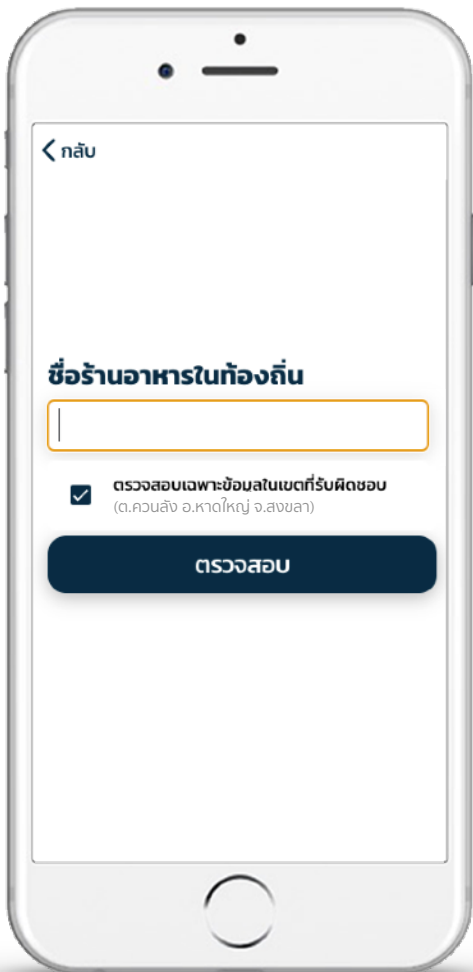 กลับ
ชื่อร้านอาหารในท้องถิ่น
ตรวจสอบเฉพาะข้อมูลในเขตที่รับผิดชอบ
(ต.ควนลัง อ.หาดใหญ่ จ.สงขลา)
ตรวจสอบ